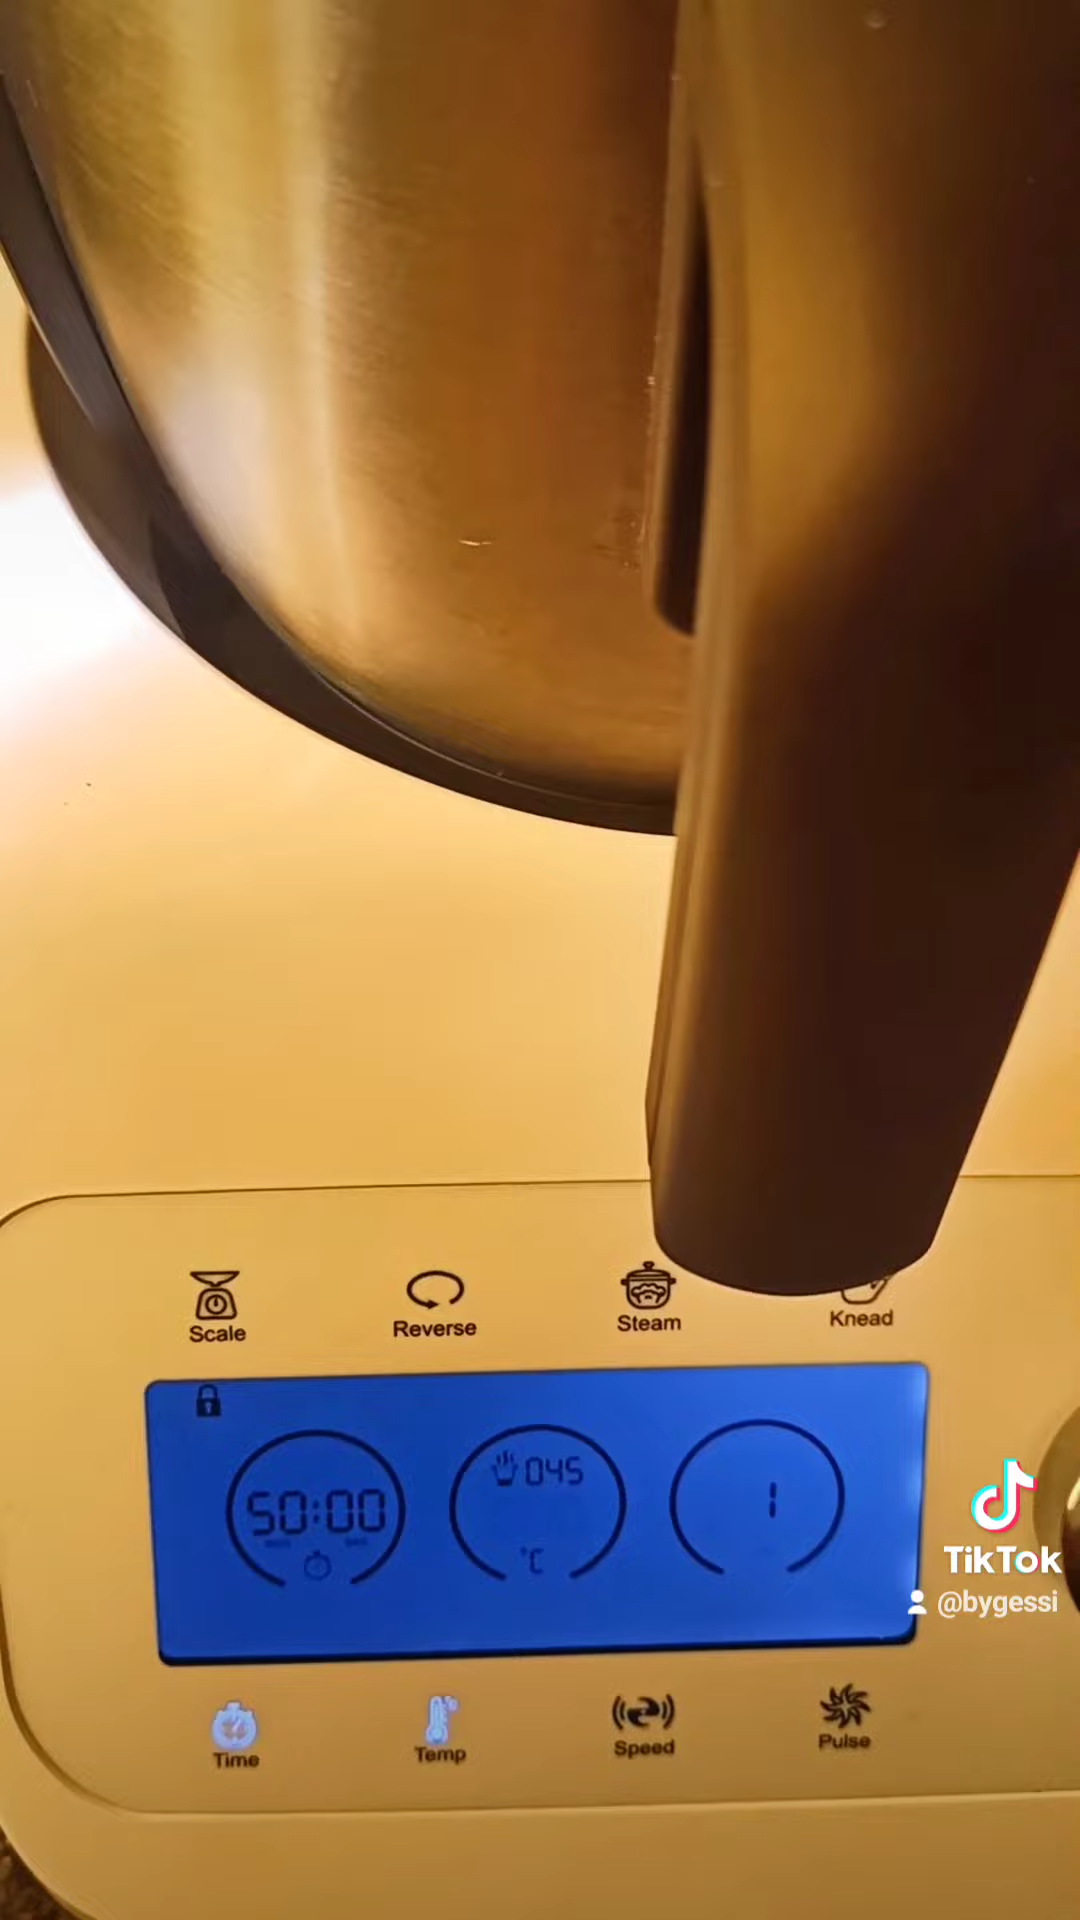 Scale
Reverse
Steam
Knead
50:00
045
1
°C
TikTok
@bygessi
Time
Temp
Speed
Pulse